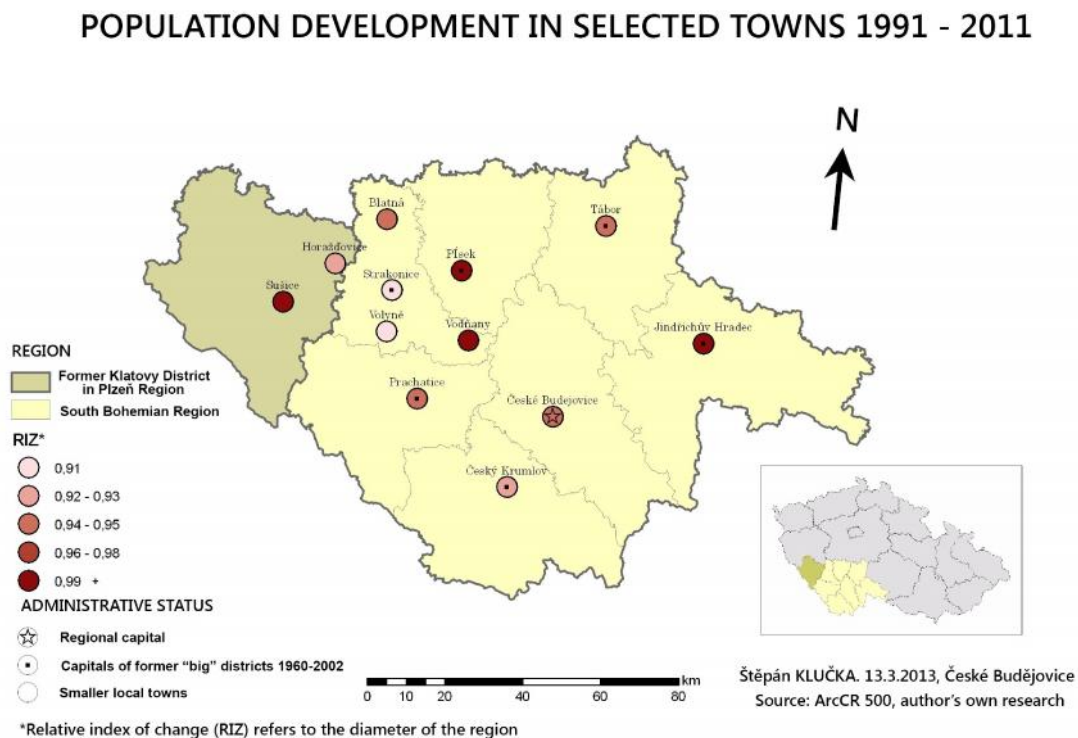 POPULATION DEVELOPMENT IN SELECTED TOWNS 1991 - 2011
N
Blatná
Tábor
Horažďovice
Písek
Strakonice
Sušice
Volyně
Vodňany
Jindřichův Hradec
Prachatice
České Budejovice
Český Krumlov
REGION
Former Klatovy District
in Plzeň Region
South Bohemian Region
RIZ*
0,91
0,92 - 0,93
0,94 - 0,95
0,96 - 0,98
0,99 +
ADMINISTRATIVE STATUS
Regional capital
Capitals of former "big" districts 1960-2002
Smaller local towns
km
0 5 10 20 40 60 80
Štěpán KLUČKA. 13.3.2013, České Budějovice
Source: ArcCR 500, author's own research
*Relative index of change (RIZ) refers to the diameter of the region